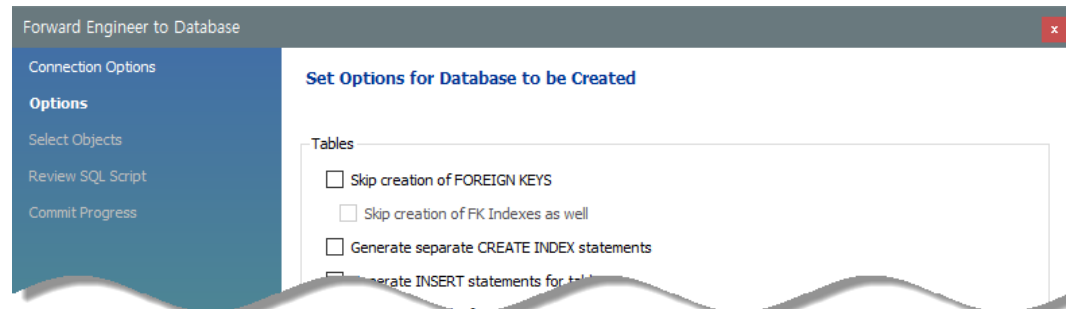 Forward Engineer to Database
x
Connection Options
Options
Select Objects
Review SQL Script
Commit Progress
Set Options for Database to be Created
Tables
Skip creation of FOREIGN KEYS
Skip creation of FK Indexes as well
Generate separate CREATE INDEX statements
INSERT statements for